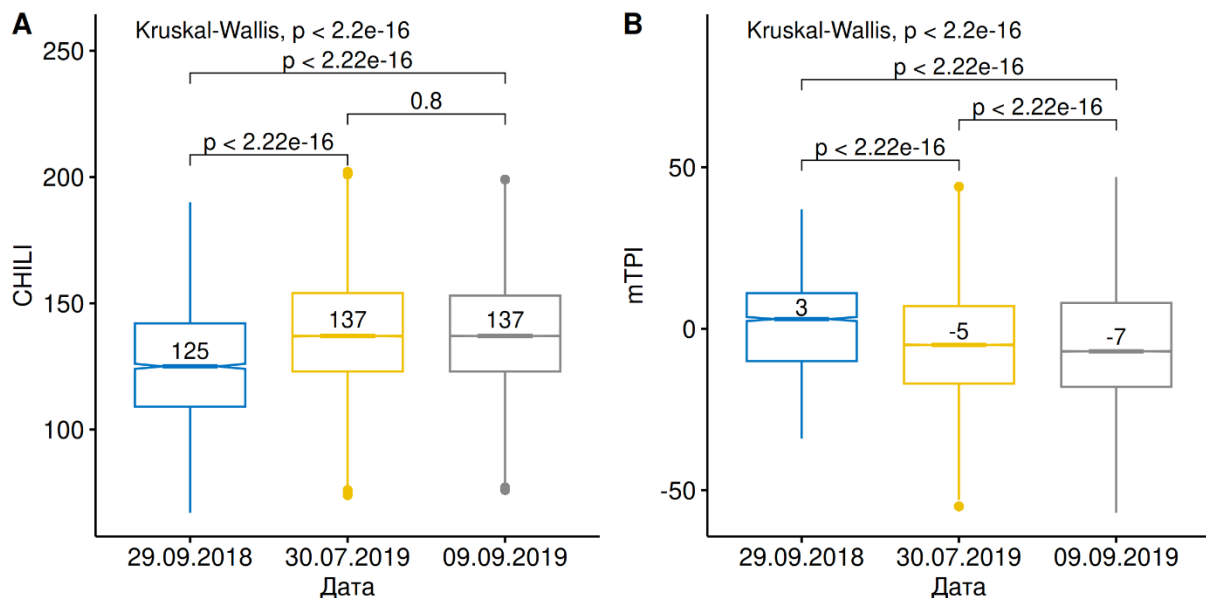 A
Kruskal-Wallis, p < 2.2e-16
p < 2.22e-16
0.8
p < 2.22e-16
250
200
150
100
CHILI
125
137
137
29.09.2018 30.07.2019 09.09.2019
Дата
B
Kruskal-Wallis, p < 2.2e-16
p < 2.22e-16
p < 2.22e-16
p < 2.22e-16
50
0
-50
mTPI
3
-5
-7
29.09.2018 30.07.2019 09.09.2019
Дата